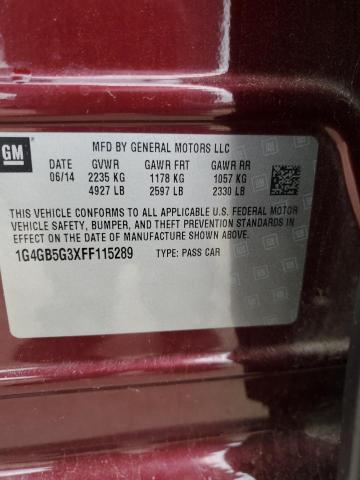 GM
MFD BY GENERAL MOTORS LLC
DATE GVWR GAWR FRT GAWR RR
06/14 2235 KG 1178 KG 1057 KG
4927 LB 2597 LB 2330 LB
THIS VEHICLE CONFORMS TO ALL APPLICABLE U.S. FEDERAL MOTOR
VEHICLE SAFETY, BUMPER, AND THEFT PREVENTION STANDARDS IN
EFFECT ON THE DATE OF MANUFACTURE SHOWN ABOVE.
1G4GB5G3XFF115289 TYPE: PASS CAR